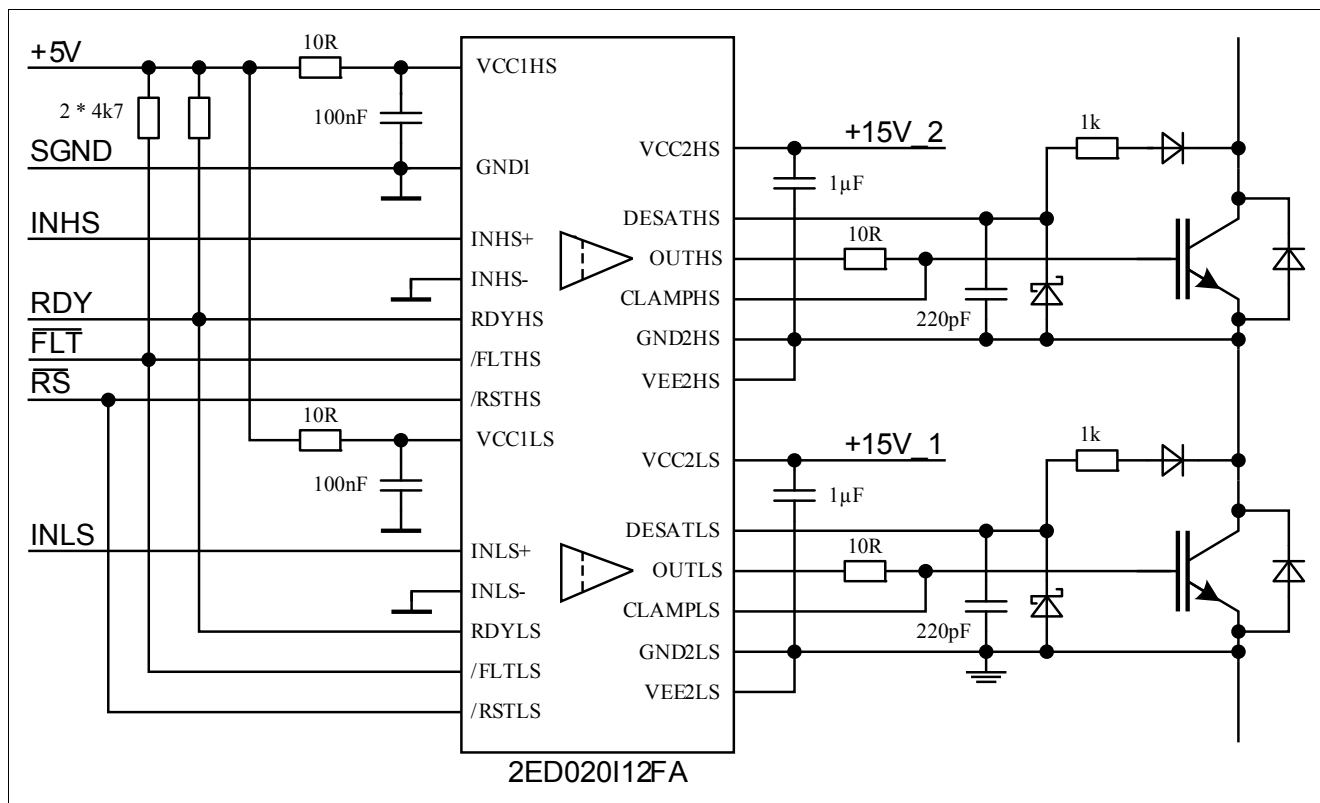 +5V
10R
VCC1HS
2 * 4k7
100nF
SGND
GND1
INHS
INHS+
INHS-
RDY
RDYHS
FLT
/FLTHS
RS
/RSTHS
10R
VCC1LS
100nF
INLS
INLS+
INLS-
RDYLS
/FLTLS
/RSTLS
VCC2HS
+15V_2
1k
1µF
DESATHS
10R
OUTHS
CLAMPHS
220pF
GND2HS
VEE2HS
VCC2LS
+15V_1
1k
1µF
DESATLS
10R
OUTLS
CLAMPLS
220pF
GND2LS
VEE2LS
2ED020I12FA